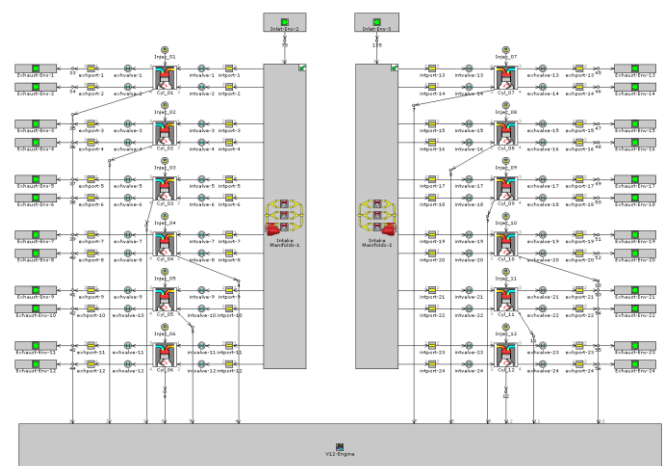 Inlet-Env-2
Inlet-Env-3
Injec_01
Exhaust-Env-1 exhport-1 exhvalve-1 intvalve-1 intport-1
Exhaust-Env-2 exhport-2 exhvalve-2 Cyl_01 intvalve-2 intport-2
Injec_02
Exhaust-Env-3 exhport-3 exhvalve-3 intvalve-3 intport-3
Exhaust-Env-4 exhport-4 exhvalve-4 Cyl_02 intvalve-4 intport-4
Injec_03
Exhaust-Env-5 exhport-5 exhvalve-5 intvalve-5 intport-5
Exhaust-Env-6 exhport-6 exhvalve-6 Cyl_03 intvalve-6 intport-6
Injec_04
Exhaust-Env-7 exhport-7 exhvalve-7 intvalve-7 intport-7
Exhaust-Env-8 exhport-8 exhvalve-8 Cyl_04 intvalve-8 intport-8
Injec_05
Exhaust-Env-9 exhport-9 exhvalve-9 intvalve-9 intport-9
Exhaust-Env-10 exhport-10 exhvalve-10 Cyl_05 intvalve-10 intport-10
Injec_06
Exhaust-Env-11 exhport-11 exhvalve-11 intvalve-11 intport-11
Exhaust-Env-12 exhport-12 exhvalve-12 Cyl_06 intvalve-12 intport-12
Intake
Manifolds-1
Intake
Manifolds-2
Injec_07
intport-13 intvalve-13 exhvalve-13 exhport-13 Exhaust-Env-13
intport-14 intvalve-14 Cyl_07 exhvalve-14 exhport-14 Exhaust-Env-14
Injec_08
intport-15 intvalve-15 exhvalve-15 exhport-15 Exhaust-Env-15
intport-16 intvalve-16 Cyl_08 exhvalve-16 exhport-16 Exhaust-Env-16
Injec_09
intport-17 intvalve-17 exhvalve-17 exhport-17 Exhaust-Env-17
intport-18 intvalve-18 Cyl_09 exhvalve-18 exhport-18 Exhaust-Env-18
Injec_10
intport-19 intvalve-19 exhvalve-19 exhport-19 Exhaust-Env-19
intport-20 intvalve-20 Cyl_10 exhvalve-20 exhport-20 Exhaust-Env-20
Injec_11
intport-21 intvalve-21 exhvalve-21 exhport-21 Exhaust-Env-21
intport-22 intvalve-22 Cyl_11 exhvalve-22 exhport-22 Exhaust-Env-22
Injec_12
intport-23 intvalve-23 exhvalve-23 exhport-23 Exhaust-Env-23
intport-24 intvalve-24 Cyl_12 exhvalve-24 exhport-24 Exhaust-Env-24
V12-Engine